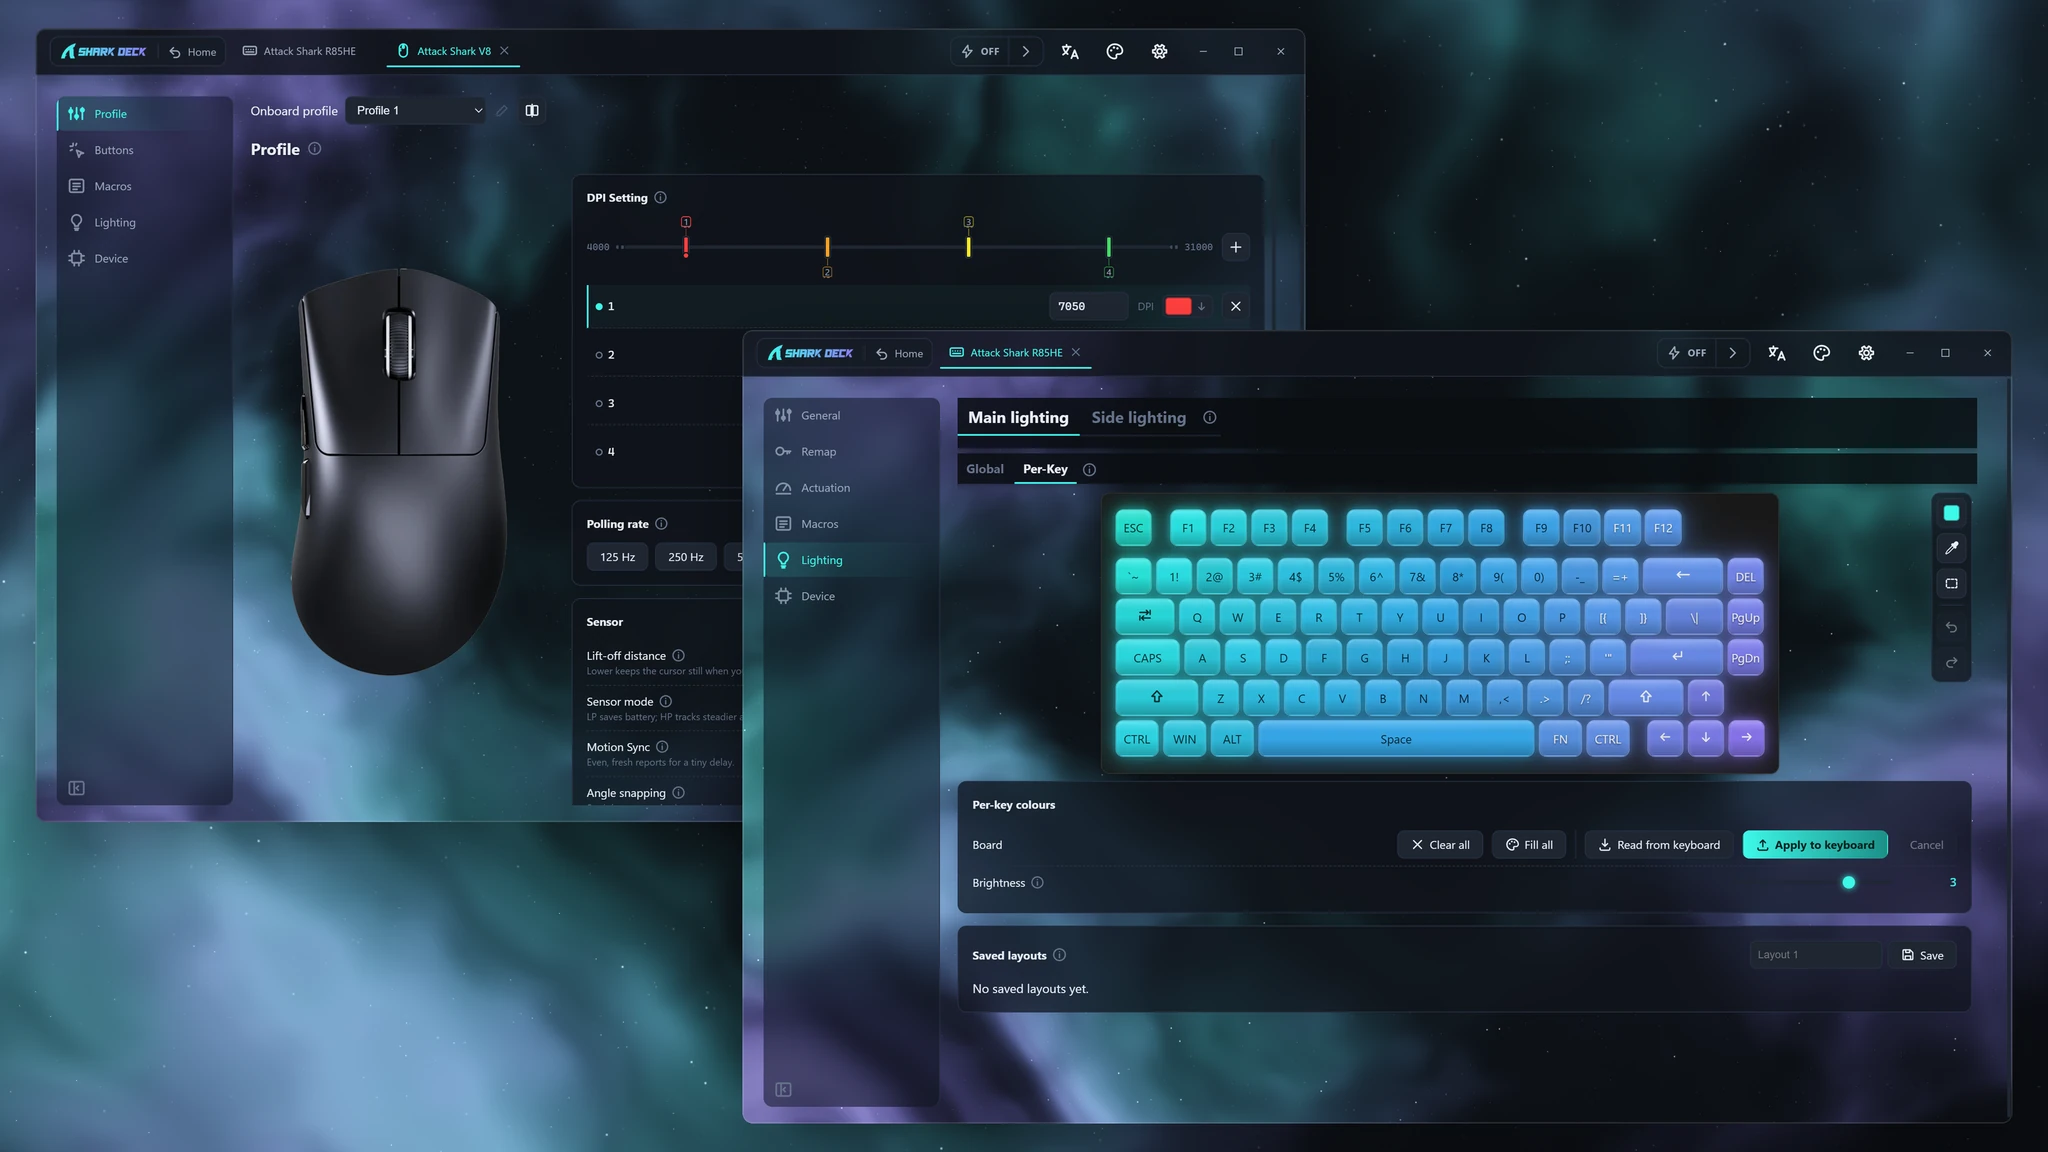 SHARK DECK Home Attack Shark R85HE Attack Shark V8 OFF
Profile
Buttons
Macros
Lighting
Device
Onboard profile Profile 1
Profile
DPI Setting
1 3
4000 31000
2 4
1 7050 DPI
2
3
4
Polling rate
125 Hz 250 Hz 5
Sensor
Lift-off distance
Lower keeps the cursor still when yo
Sensor mode
LP saves battery; HP tracks steadier a
Motion Sync
Even, fresh reports for a tiny delay.
Angle snapping
SHARK DECK Home Attack Shark R85HE OFF
General
Remap
Actuation
Macros
Lighting
Device
Main lighting Side lighting
Global Per-Key
ESC F1 F2 F3 F4 F5 F6 F7 F8 F9 F10 F11 F12
`~ 1! 2@ 3# 4$ 5% 6^ 7& 8* 9( 0) -_ =+ ← DEL
Q W E R T Y U I O P [{ ]} \| PgUp
CAPS A S D F G H J K L ;: '" ↵ PgDn
⇧ Z X C V B N M ,< .> /? ⇧ ↑
CTRL WIN ALT Space FN CTRL ← ↓ →
Per-key colours
Board Clear all Fill all Read from keyboard Apply to keyboard Cancel
Brightness 3
Saved layouts Layout 1 Save
No saved layouts yet.